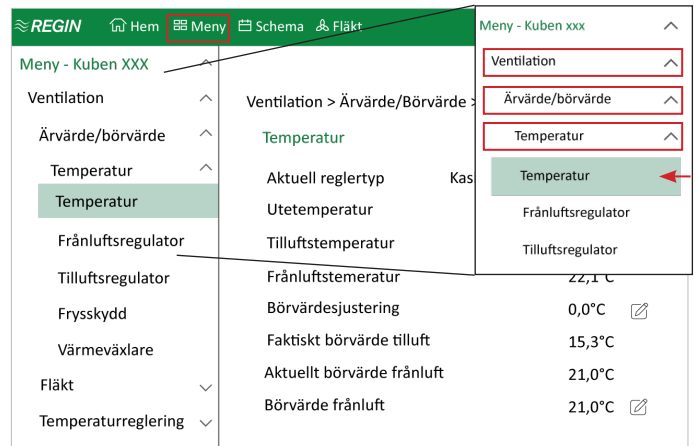 REGIN Hem Meny Schema Fläkt
Meny - Kuben XXX
Ventilation
Ärvärde/börvärde
Temperatur
Temperatur
Frånluftsregulator
Tilluftsregulator
Frysskydd
Värmeväxlare
Fläkt
Temperaturreglering
Ventilation > Ärvärde/Börvärde >
Temperatur
Aktuell reglertyp Kas
Utetemperatur
Tilluftstemperatur
Frånluftstemeratur 22,1°C
Börvärdesjustering 0,0°C
Faktiskt börvärde tilluft 15,3°C
Aktuellt börvärde frånluft 21,0°C
Börvärde frånluft 21,0°C
Meny - Kuben xxx
Ventilation
Ärvärde/börvärde
Temperatur
Temperatur
Frånluftsregulator
Tilluftsregulator